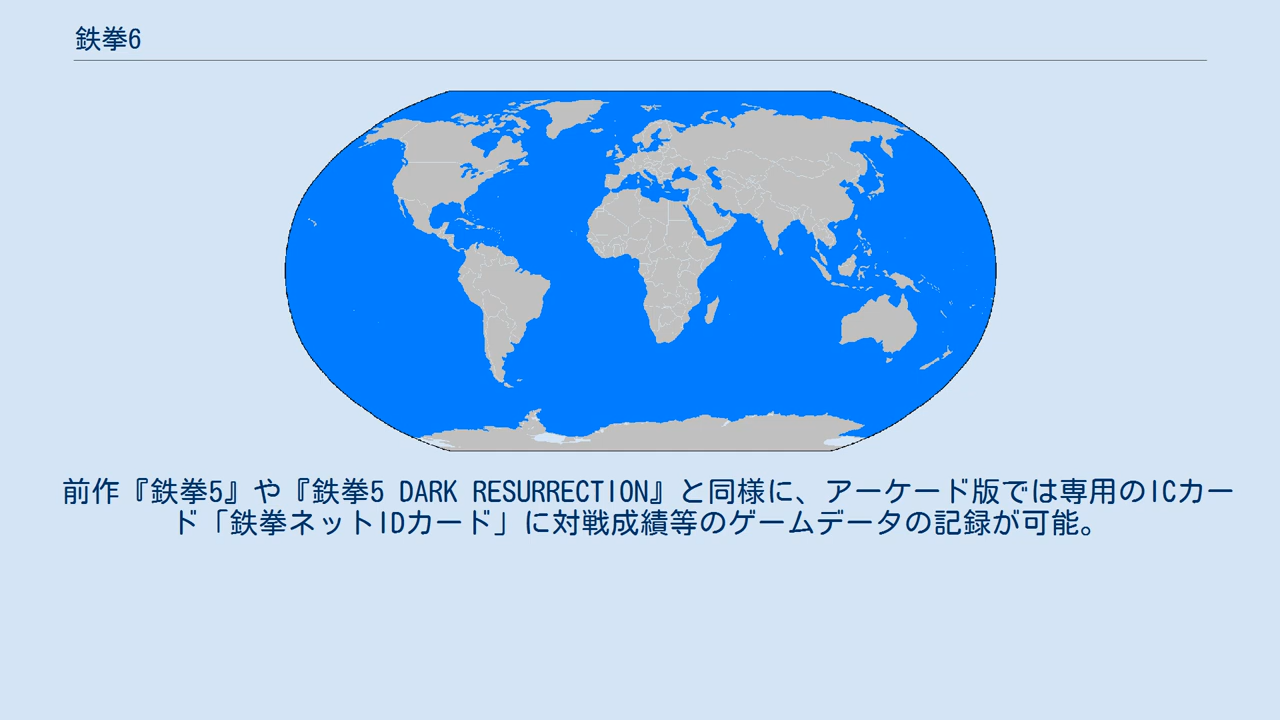 鉄拳6
前作『鉄拳5』や『鉄拳5 DARK RESURRECTION』と同様に、アーケード版では専用のICカー
ド「鉄拳ネットIDカード」に対戦成績等のゲームデータの記録が可能。